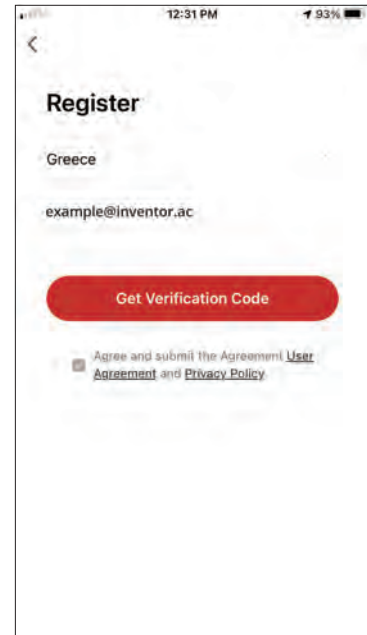 12:31 PM
93%
Register
Greece
example@inventor.ac
Get Verification Code
Agree and submit the Agreement User
Agreement and Privacy Policy